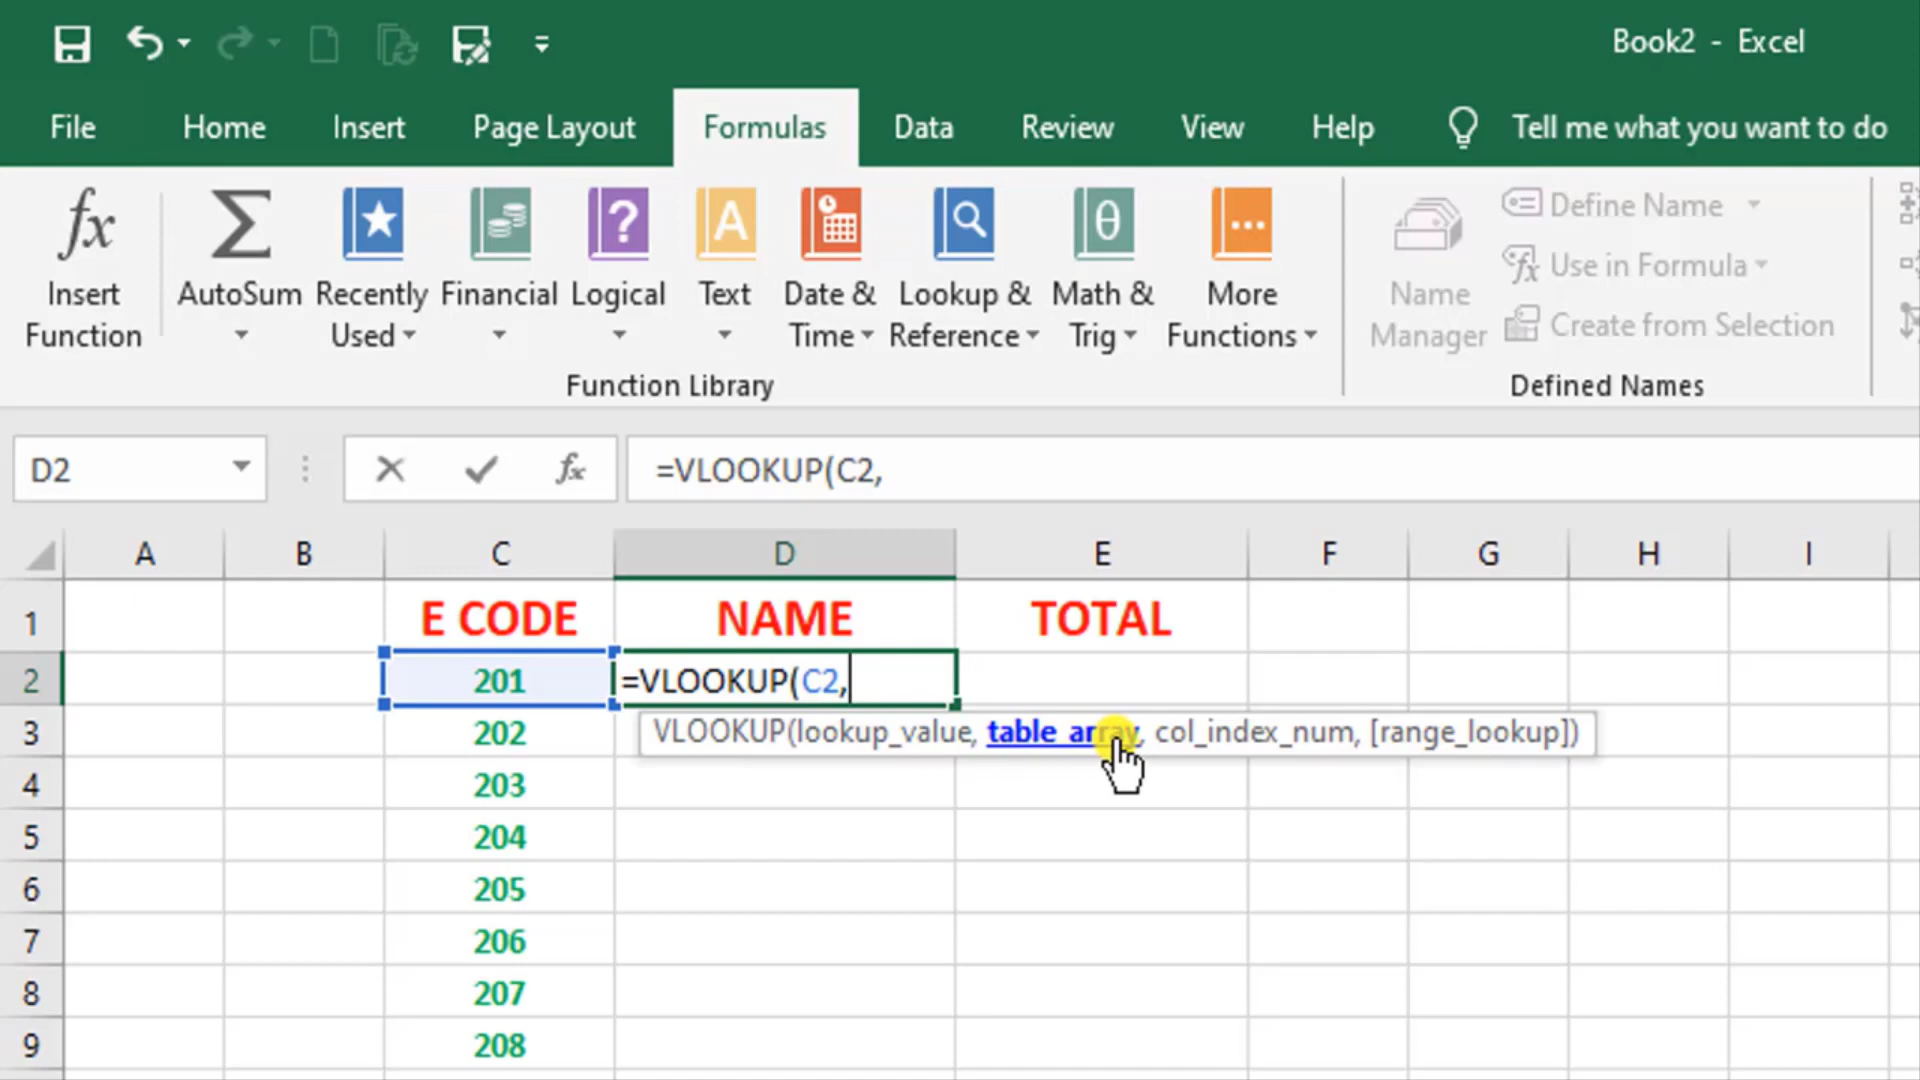 Book2 - Excel
File Home Insert Page Layout Formulas Data Review View Help Tell me what you want to do
fx
Insert Function
AutoSum
Recently Used
Financial
Logical
Text
Date & Time
Lookup & Reference
Math & Trig
More Functions
Function Library
Name Manager
Define Name
Use in Formula
Create from Selection
Defined Names
D2 fx =VLOOKUP(C2,
A B C D E F G H I
1 E CODE NAME TOTAL
2 201 =VLOOKUP(C2,
VLOOKUP(lookup_value, table_array, col_index_num, [range_lookup])
3 202
4 203
5 204
6 205
7 206
8 207
9 208